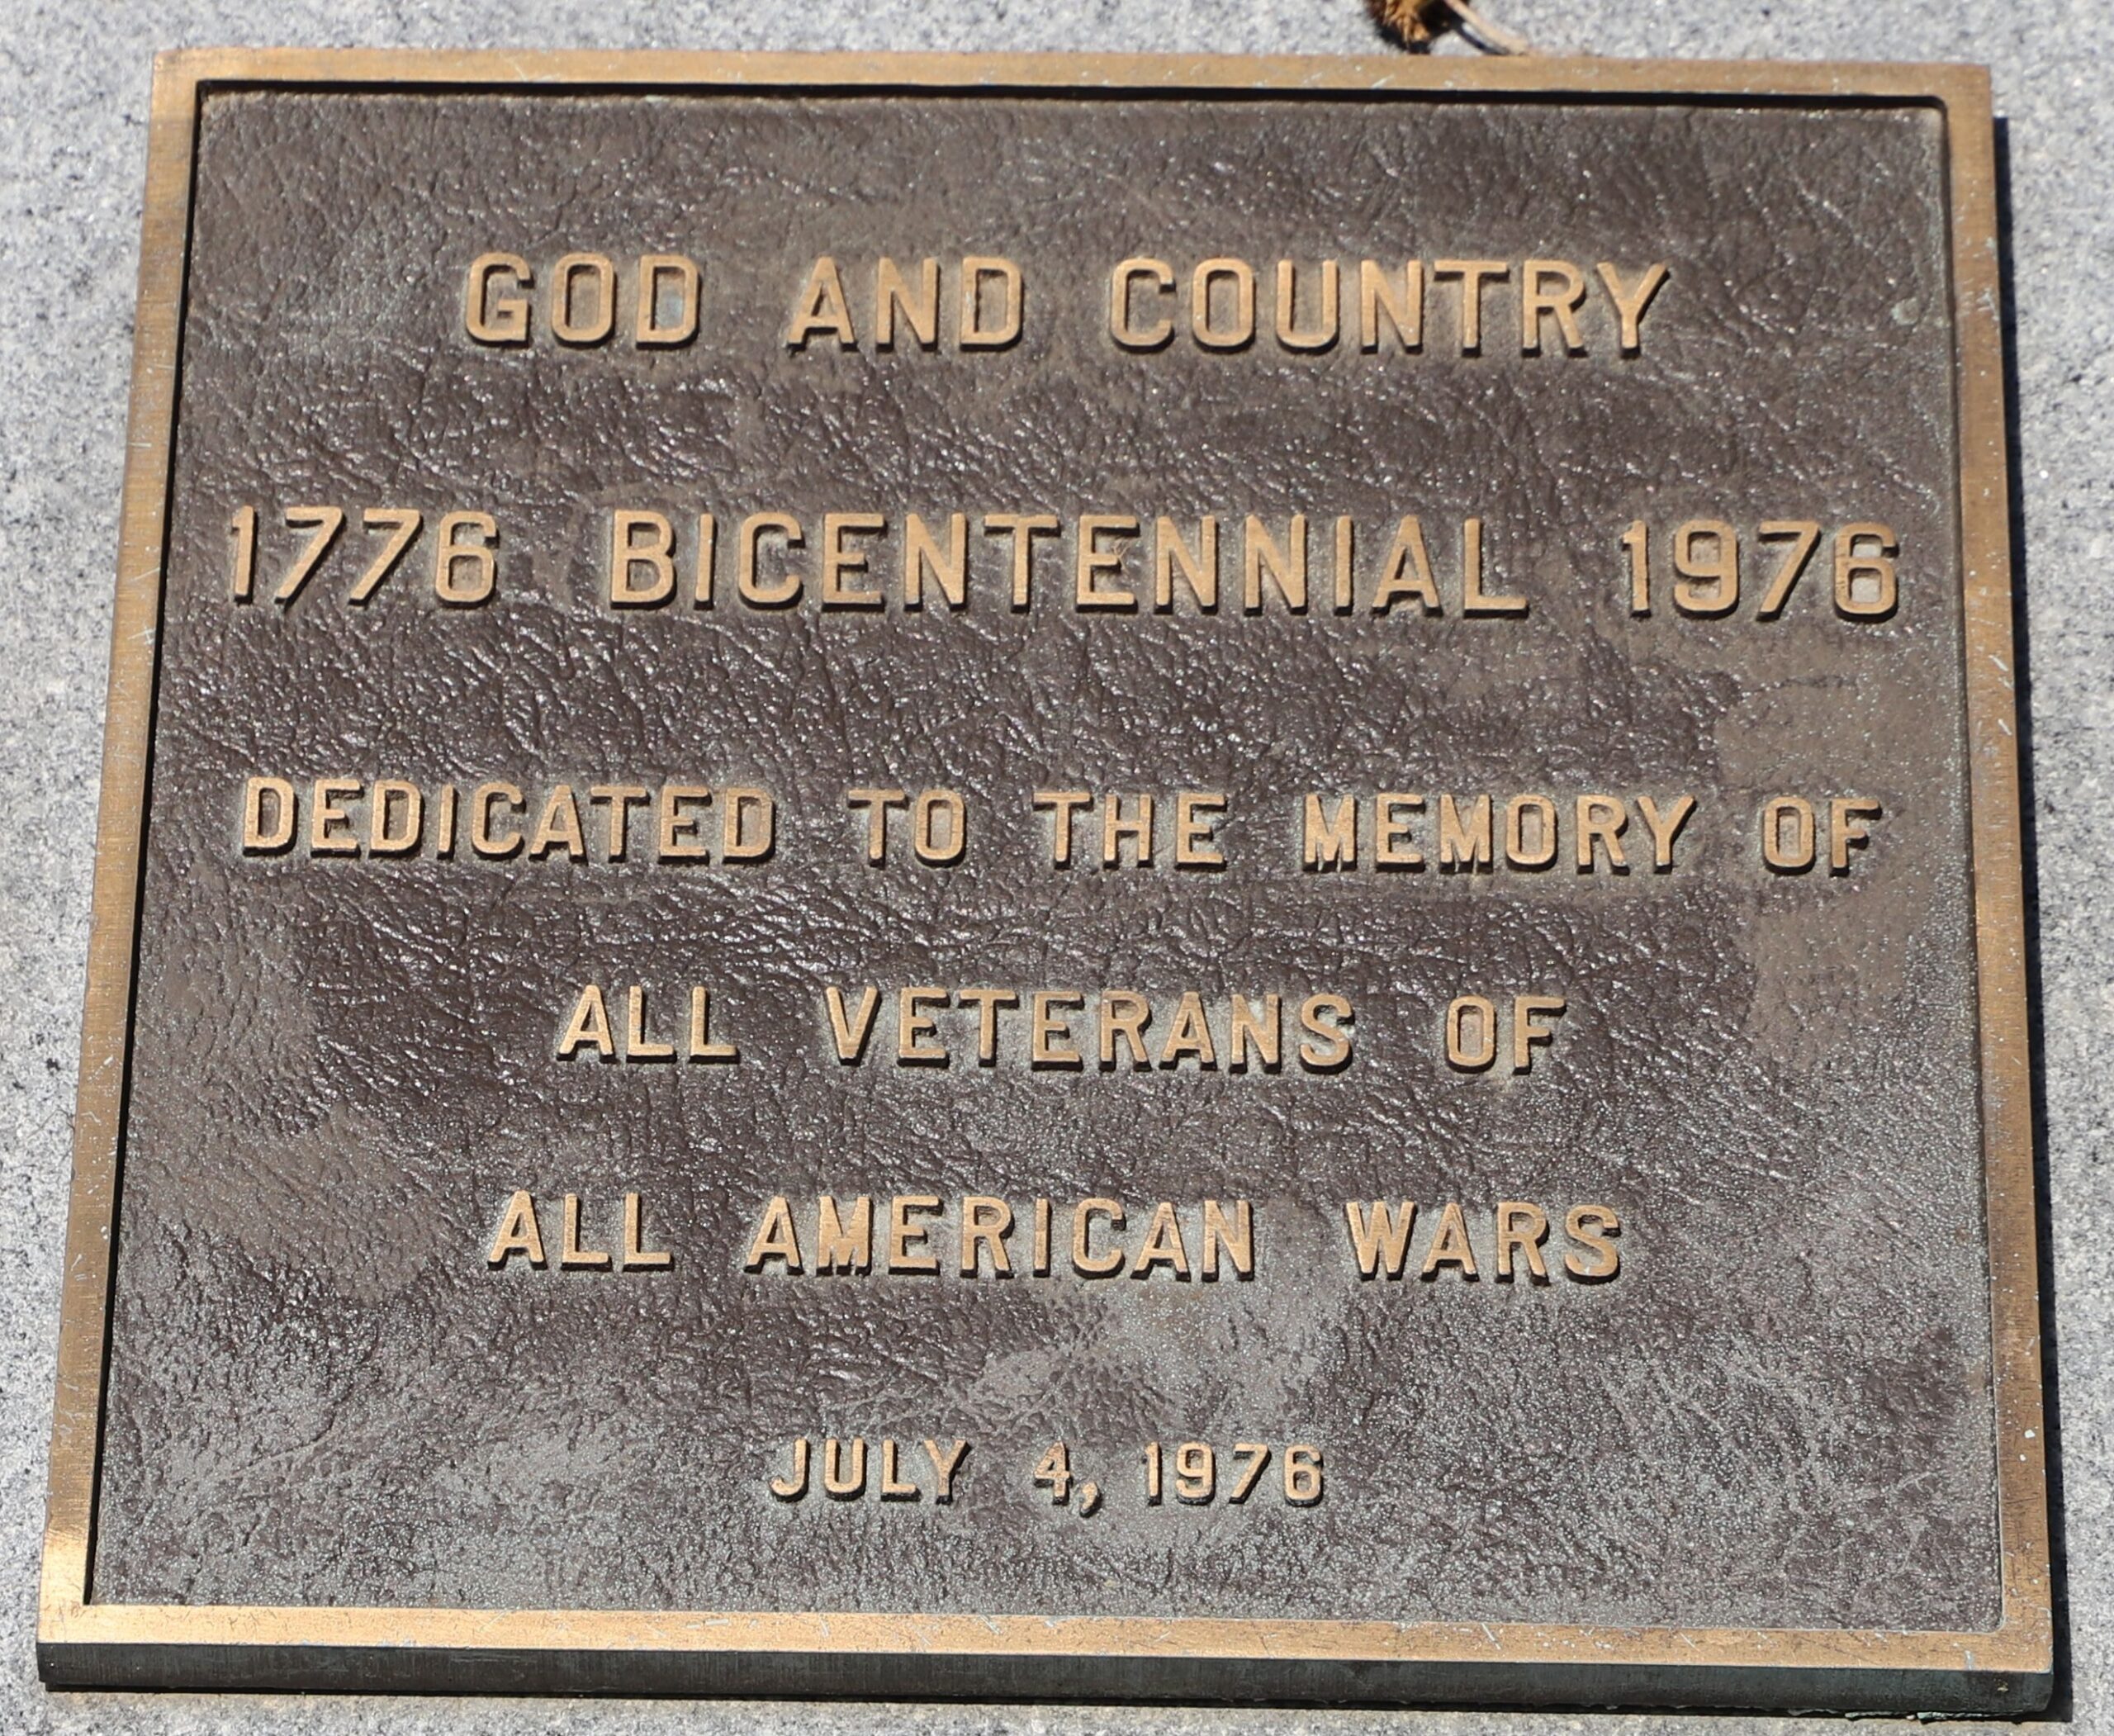 GOD AND COUNTRY
1776 BICENTENNIAL 1976
DEDICATED TO THE MEMORY OF
ALL VETERANS OF
ALL AMERICAN WARS
JULY 4, 1976